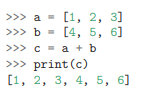 >>> a = [1, 2, 3]
>>> b = [4, 5, 6]
>>> c = a + b
>>> print(c)
[1, 2, 3, 4, 5, 6]